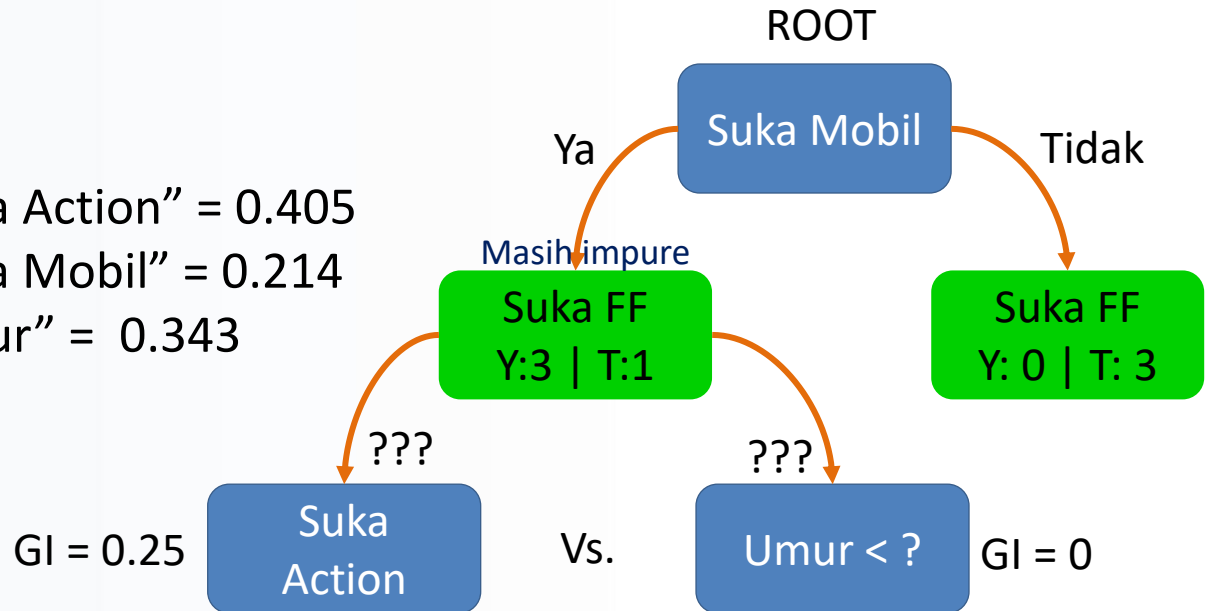 ROOT
Suka Mobil
Ya
Tidak
a Action” = 0.405
a Mobil” = 0.214
ur” =  0.343
Masih impure
Suka FF
Y:3 | T:1
Suka FF
Y: 0 | T: 3
???
???
GI = 0.25
Suka
Action
Vs.
Umur < ?
GI = 0